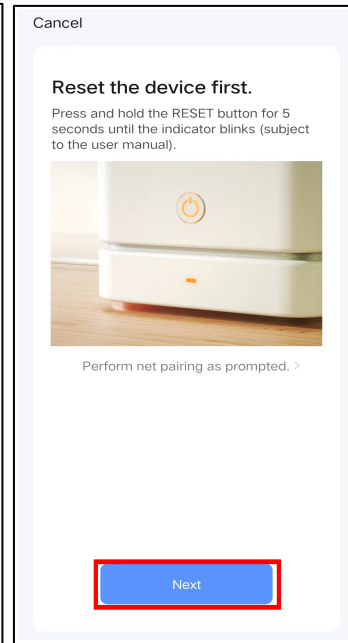 Cancel
Reset the device first.
Press and hold the RESET button for 5
seconds until the indicator blinks (subject
to the user manual).
Perform net pairing as prompted. >
Next